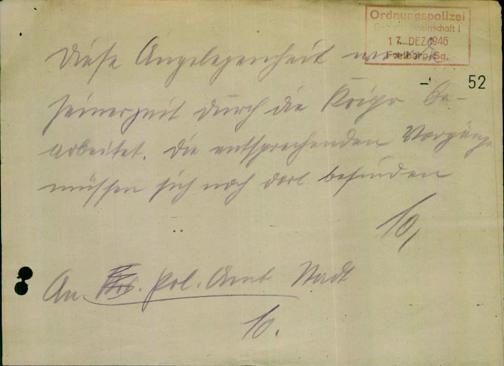 Ordnungspolizei
17. DEZ. 1946
52
Diese Angelegenheit wurde
seinerzeit durch die Kripo be-
arbeitet. Die entsprechenden Vorgänge
müssen sich noch dort befinden
An Pol. Amt Stadt